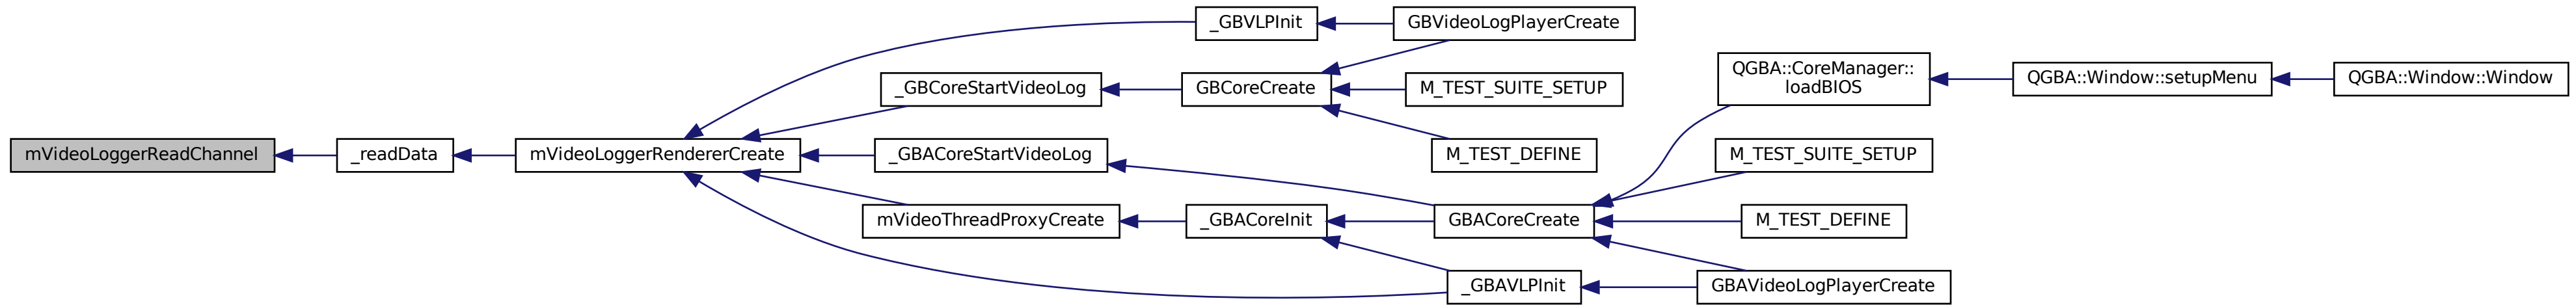 _GBVLPInit
GBVideoLogPlayerCreate
QGBA::CoreManager::
loadBIOS
QGBA::Window::setupMenu
QGBA::Window::Window
_GBCoreStartVideoLog
GBCoreCreate
M_TEST_SUITE_SETUP
mVideoLoggerReadChannel
_readData
mVideoLoggerRendererCreate
_GBACoreStartVideoLog
M_TEST_DEFINE
M_TEST_SUITE_SETUP
mVideoThreadProxyCreate
_GBACoreInit
GBACoreCreate
M_TEST_DEFINE
_GBAVLPInit
GBAVideoLogPlayerCreate